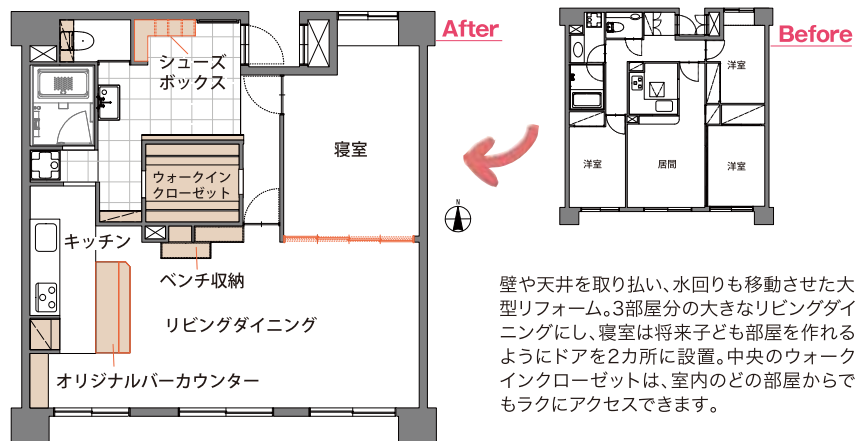 After
シューズ
ボックス
寝室
ウォークイン
クローゼット
キッチン
ベンチ収納
リビングダイニング
オリジナルバーカウンター
Before
洋室
洋室
居間
洋室
N
壁や天井を取り払い、水回りも移動させた大
型リフォーム。3部屋分の大きなリビングダイ
ニングにし、寝室は将来子ども部屋を作れる
ようにドアを2カ所に設置。中央のウォーク
インクローゼットは、室内のどの部屋からで
もラクにアクセスできます。